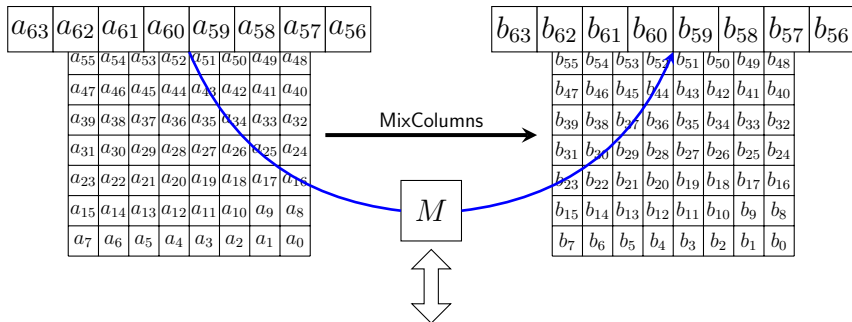 a63 a62 a61 a60 a59 a58 a57 a56 b63 b62 b61 b60 b59 b58 b57 b56
a55 a54 a53 a52 a51 a50 a49 a48 b55 b54 b53 b52 b51 b50 b49 b48
a47 a46 a45 a44 a43 a42 a41 a40 b47 b46 b45 b44 b43 b42 b41 b40
a39 a38 a37 a36 a35 a34 a33 a32 MixColumns b39 b38 b37 b36 b35 b34 b33 b32
a31 a30 a29 a28 a27 a26 a25 a24 b31 b30 b29 b28 b27 b26 b25 b24
a23 a22 a21 a20 a19 a18 a17 a16 b23 b22 b21 b20 b19 b18 b17 b16
a15 a14 a13 a12 a11 a10 a9 a8 M b15 b14 b13 b12 b11 b10 b9 b8
a7 a6 a5 a4 a3 a2 a1 a0 b7 b6 b5 b4 b3 b2 b1 b0